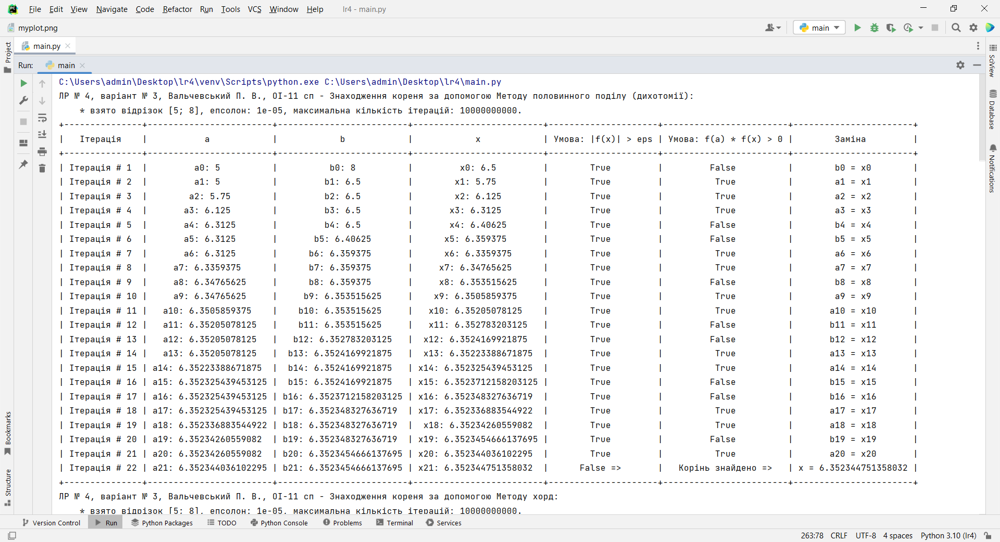 File Edit View Navigate Code Refactor Run Tools VCS Window Help lr4 - main.py
myplot.png main
Project main.py
Run: main
C:\Users\admin\Desktop\lr4\venv\Scripts\python.exe C:\Users\admin\Desktop\lr4\main.py
ЛР № 4, варіант № 3, Вальчевський П. В., ОІ-11 сп - Знаходження кореня за допомогою Методу половинного поділу (дихотомії):
* взято відрізок [5; 8], епсолон: 1e-05, максимальна кількість ітерацій: 10000000000.
+---------------+------------------------+-------------------------+-------------------------+---------------------+------------------------+-----------------------+
| Ітерація | a | b | x | Умова: |f(x)| > eps | Умова: f(a) * f(x) > 0 | Заміна |
+---------------+------------------------+-------------------------+-------------------------+---------------------+------------------------+-----------------------+
| Ітерація # 1 | a0: 5 | b0: 8 | x0: 6.5 | True | False | b0 = x0 |
| Ітерація # 2 | a1: 5 | b1: 6.5 | x1: 5.75 | True | True | a1 = x1 |
| Ітерація # 3 | a2: 5.75 | b2: 6.5 | x2: 6.125 | True | True | a2 = x2 |
| Ітерація # 4 | a3: 6.125 | b3: 6.5 | x3: 6.3125 | True | True | a3 = x3 |
| Ітерація # 5 | a4: 6.3125 | b4: 6.5 | x4: 6.40625 | True | False | b4 = x4 |
| Ітерація # 6 | a5: 6.3125 | b5: 6.40625 | x5: 6.359375 | True | False | b5 = x5 |
| Ітерація # 7 | a6: 6.3125 | b6: 6.359375 | x6: 6.3359375 | True | True | a6 = x6 |
| Ітерація # 8 | a7: 6.3359375 | b7: 6.359375 | x7: 6.34765625 | True | True | a7 = x7 |
| Ітерація # 9 | a8: 6.34765625 | b8: 6.359375 | x8: 6.353515625 | True | False | b8 = x8 |
| Ітерація # 10 | a9: 6.34765625 | b9: 6.353515625 | x9: 6.3505859375 | True | True | a9 = x9 |
| Ітерація # 11 | a10: 6.3505859375 | b10: 6.353515625 | x10: 6.35205078125 | True | True | a10 = x10 |
| Ітерація # 12 | a11: 6.35205078125 | b11: 6.353515625 | x11: 6.352783203125 | True | False | b11 = x11 |
| Ітерація # 13 | a12: 6.35205078125 | b12: 6.352783203125 | x12: 6.3524169921875 | True | False | b12 = x12 |
| Ітерація # 14 | a13: 6.35205078125 | b13: 6.3524169921875 | x13: 6.35223388671875 | True | True | a13 = x13 |
| Ітерація # 15 | a14: 6.35223388671875 | b14: 6.3524169921875 | x14: 6.352325439453125 | True | True | a14 = x14 |
| Ітерація # 16 | a15: 6.352325439453125 | b15: 6.3524169921875 | x15: 6.3523712158203125 | True | False | b15 = x15 |
| Ітерація # 17 | a16: 6.352325439453125 | b16: 6.3523712158203125 | x16: 6.352348327636719 | True | False | b16 = x16 |
| Ітерація # 18 | a17: 6.352325439453125 | b17: 6.352348327636719 | x17: 6.352336883544922 | True | True | a17 = x17 |
| Ітерація # 19 | a18: 6.352336883544922 | b18: 6.352348327636719 | x18: 6.35234260559082 | True | True | a18 = x18 |
| Ітерація # 20 | a19: 6.35234260559082 | b19: 6.352348327636719 | x19: 6.3523454666137695 | True | False | b19 = x19 |
| Ітерація # 21 | a20: 6.35234260559082 | b20: 6.3523454666137695 | x20: 6.352344036102295 | True | True | a20 = x20 |
| Ітерація # 22 | a21: 6.352344036102295 | b21: 6.3523454666137695 | x21: 6.352344751358032 | False => | Корінь знайдено => | x = 6.352344751358032 |
+---------------+------------------------+-------------------------+-------------------------+---------------------+------------------------+-----------------------+
ЛР № 4, варіант № 3, Вальчевський П. В., ОІ-11 сп - Знаходження кореня за допомогою Методу хорд:
* взято відрізок [5; 8], епсолон: 1e-05, максимальна кількість ітерацій: 10000000000.
SciView
Database
Notifications
Bookmarks
Structure
Version Control Run Python Packages TODO Python Console Problems Terminal Services
263:78 CRLF UTF-8 4 spaces Python 3.10 (lr4)